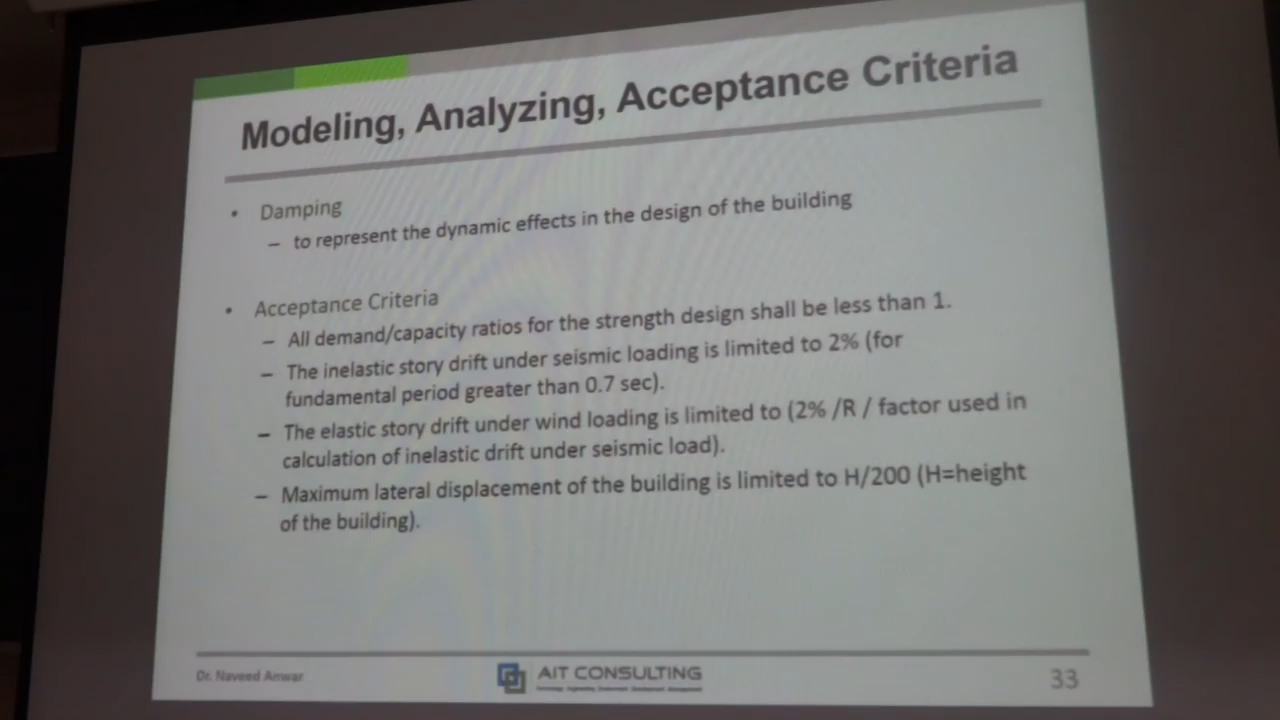 Modeling, Analyzing, Acceptance Criteria
• Damping
– to represent the dynamic effects in the design of the building
• Acceptance Criteria
– All demand/capacity ratios for the strength design shall be less than 1.
– The inelastic story drift under seismic loading is limited to 2% (for
fundamental period greater than 0.7 sec).
– The elastic story drift under wind loading is limited to (2% /R / factor used in
calculation of inelastic drift under seismic load).
– Maximum lateral displacement of the building is limited to H/200 (H=height
of the building).
Dr. Naveed Anwar
AIT CONSULTING
33